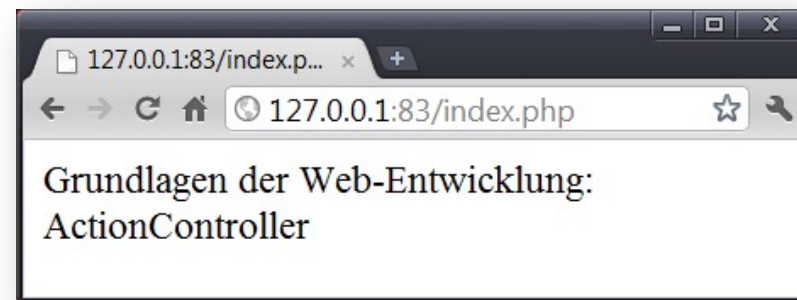 127.0.0.1:83/index.p...
127.0.0.1:83/index.php
Grundlagen der Web-Entwicklung:
ActionController